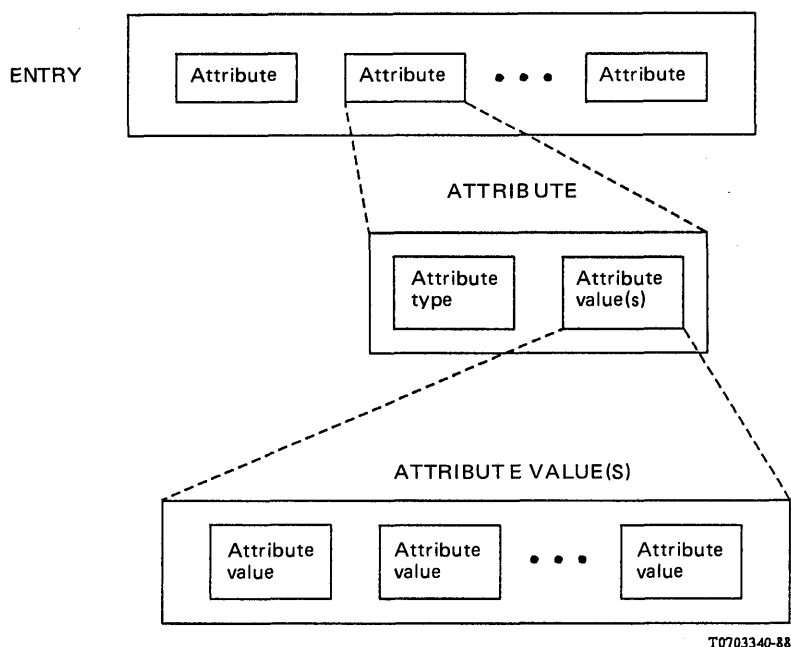 ENTRY
Attribute
Attribute
Attribute
ATTRIBUTE
Attribute
type
Attribute
value(s)
ATTRIBUTE VALUE(S)
Attribute
value
Attribute
value
Attribute
value
T0703340-88